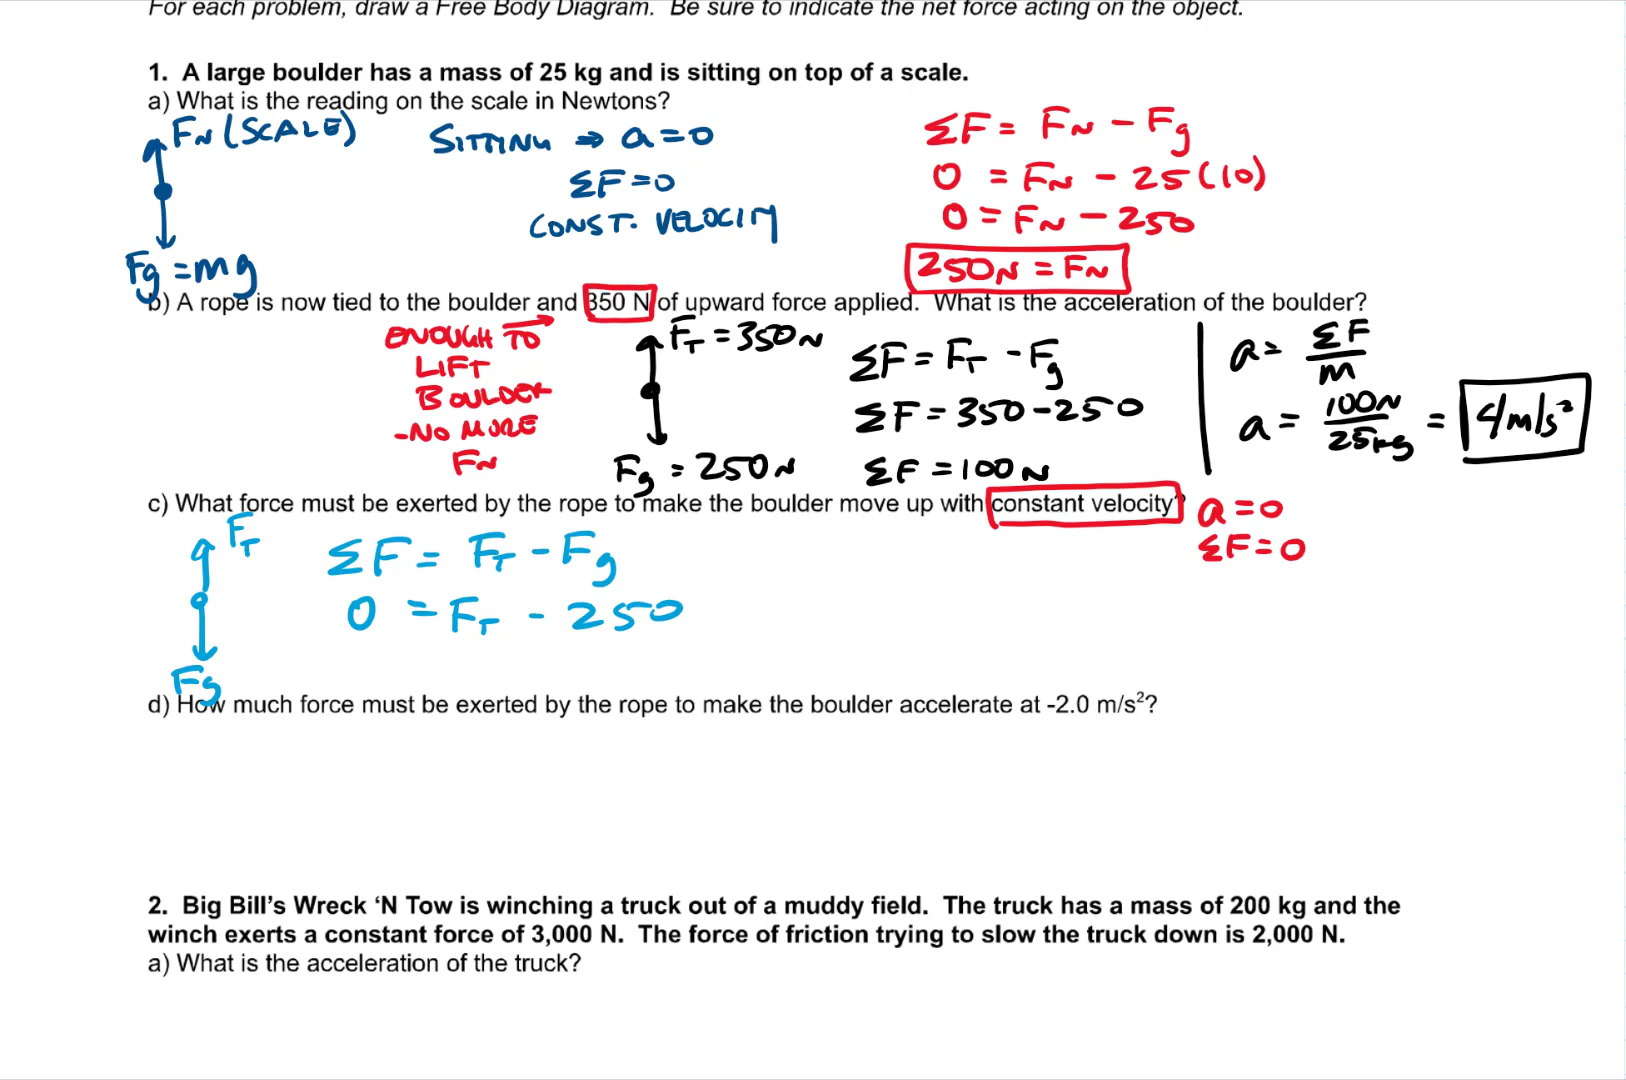 For each problem, draw a Free Body Diagram. Be sure to indicate the net force acting on the object.
1. A large boulder has a mass of 25 kg and is sitting on top of a scale.
a) What is the reading on the scale in Newtons?
FN (SCALE)
Fg = mg
SITTING ⇒ a = 0
ΣF = 0
CONST. VELOCITY
ΣF = FN - Fg
0 = FN - 25(10)
0 = FN - 250
250N = FN
b) A rope is now tied to the boulder and 350 N of upward force applied. What is the acceleration of the boulder?
ENOUGH TO
LIFT
BOULDER
-NO MORE
FN
FT = 350N
Fg = 250N
ΣF = FT - Fg
ΣF = 350 - 250
ΣF = 100N
a = ΣF/m
a = 100N/25kg = 4m/s²
c) What force must be exerted by the rope to make the boulder move up with constant velocity?
a = 0
ΣF = 0
FT
Fg
ΣF = FT - Fg
0 = FT - 250
d) How much force must be exerted by the rope to make the boulder accelerate at -2.0 m/s²?
2. Big Bill's Wreck 'N Tow is winching a truck out of a muddy field. The truck has a mass of 200 kg and the
winch exerts a constant force of 3,000 N. The force of friction trying to slow the truck down is 2,000 N.
a) What is the acceleration of the truck?